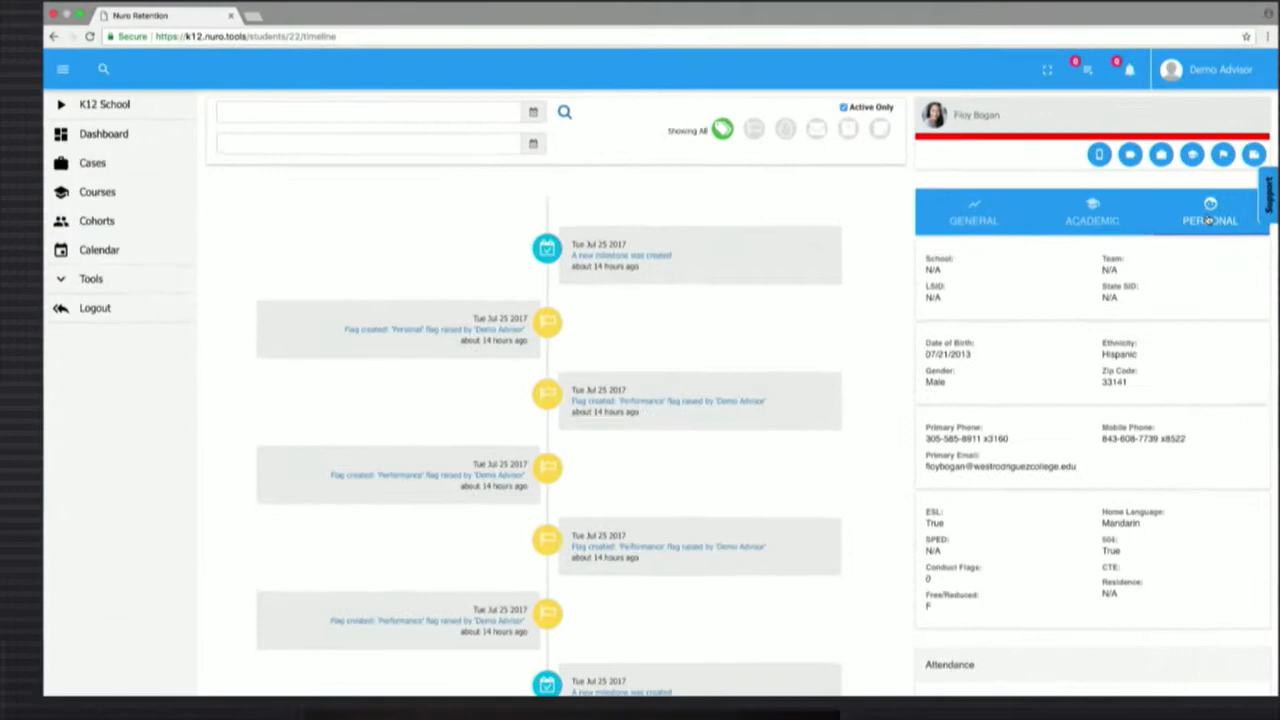 Nuro Retention
Secure https://k12.nuro.tools/students/22/timeline
0
0
Demo Advisor
K12 School
Dashboard
Cases
Courses
Cohorts
Calendar
Tools
Logout
Active Only
Showing All
Tue Jul 25 2017
A new milestone was created
about 14 hours ago
Tue Jul 25 2017
Flag created: 'Personal' flag raised by 'Demo Advisor'
about 14 hours ago
Tue Jul 25 2017
Flag created: 'Performance' flag raised by 'Demo Advisor'
about 14 hours ago
Tue Jul 25 2017
Flag created: 'Performance' flag raised by 'Demo Advisor'
about 14 hours ago
Tue Jul 25 2017
Flag created: 'Performance' flag raised by 'Demo Advisor'
about 14 hours ago
Tue Jul 25 2017
Flag created: 'Performance' flag raised by 'Demo Advisor'
about 14 hours ago
Tue Jul 25 2017
A new milestone was created
Floy Bogan
Support
GENERAL ACADEMIC PERSONAL
School: Team:
N/A N/A
LSID: State SID:
N/A N/A
Date of Birth: Ethnicity:
07/21/2013 Hispanic
Gender: Zip Code:
Male 33141
Primary Phone: Mobile Phone:
305-585-8911 x3160 843-608-7739 x8522
Primary Email:
floybogan@westrodriguezcollege.edu
ESL: Home Language:
True Mandarin
SPED: 504:
N/A True
Conduct Flags: CTE:
0
Residence:
N/A
Free/Reduced:
F
Attendance